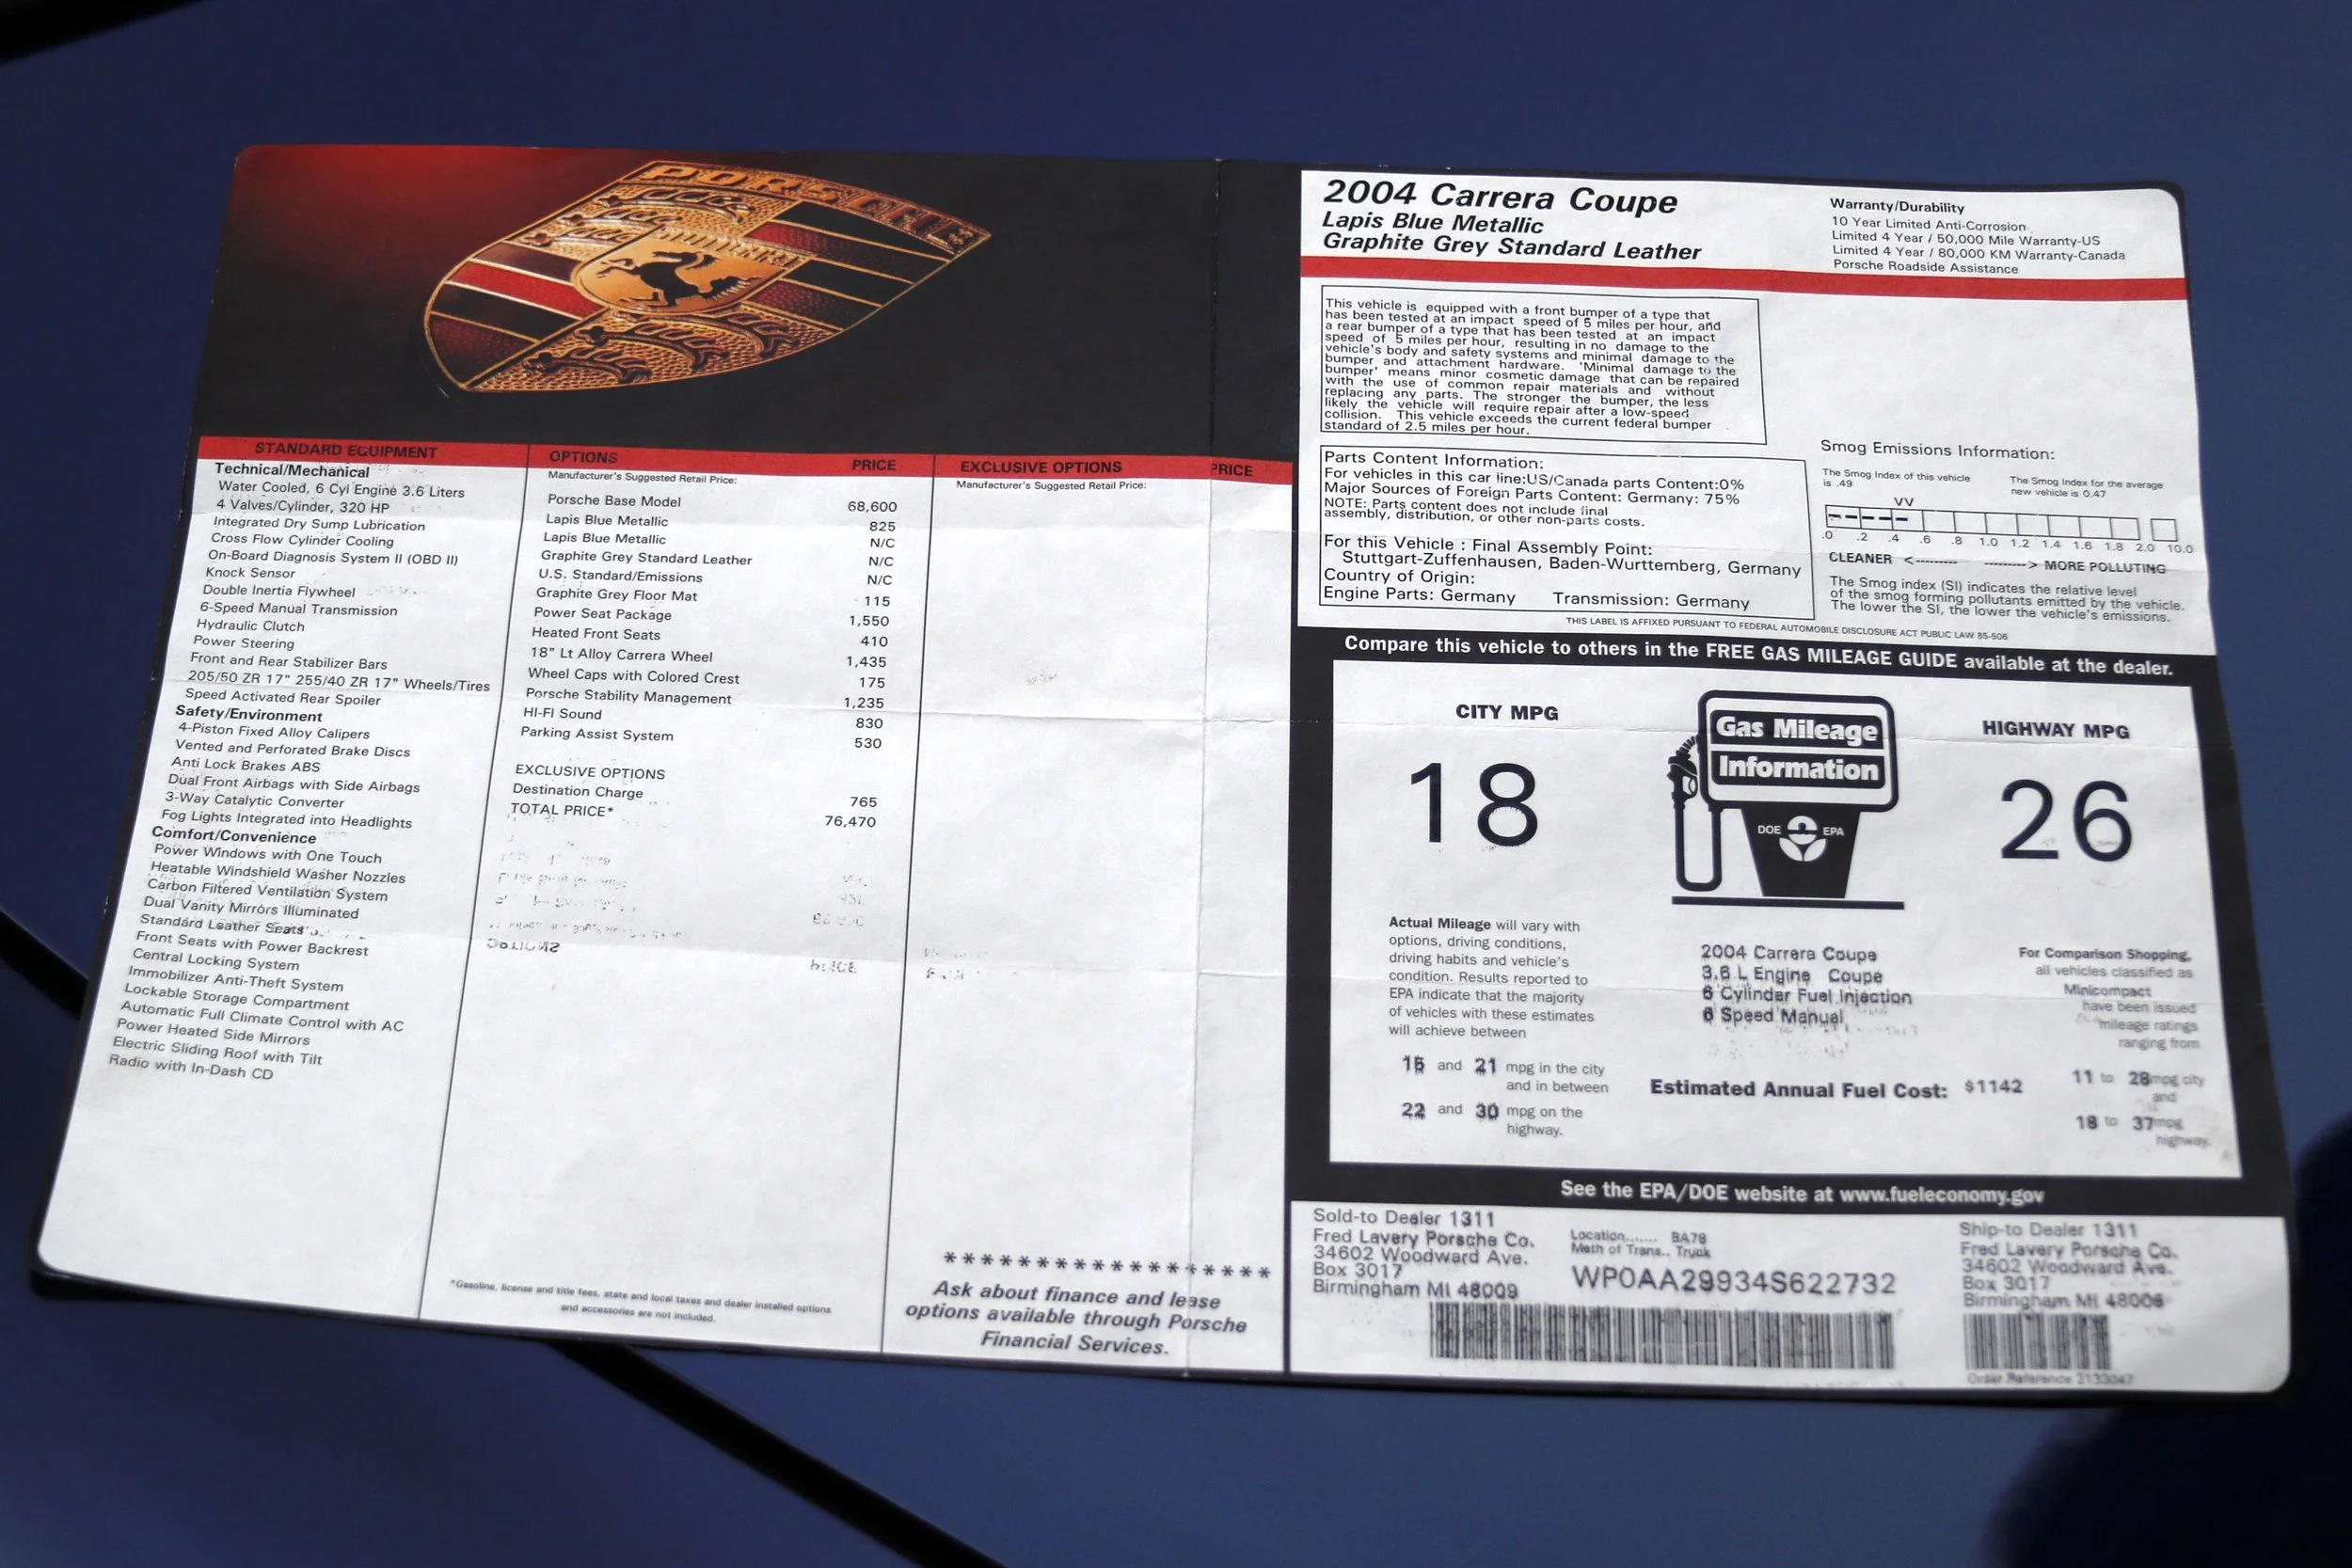 PORSCHE
STANDARD EQUIPMENT
Technical/Mechanical
Water Cooled, 6 Cyl Engine 3.6 Liters
4 Valves/Cylinder, 320 HP
Integrated Dry Sump Lubrication
Cross Flow Cylinder Cooling
On-Board Diagnosis System II (OBD II)
Knock Sensor
Double Inertia Flywheel
6-Speed Manual Transmission
Hydraulic Clutch
Power Steering
Front and Rear Stabilizer Bars
205/50 ZR 17" 255/40 ZR 17" Wheels/Tires
Speed Activated Rear Spoiler
Safety/Environment
4-Piston Fixed Alloy Calipers
Vented and Perforated Brake Discs
Anti Lock Brakes ABS
Dual Front Airbags with Side Airbags
3-Way Catalytic Converter
Fog Lights Integrated into Headlights
Comfort/Convenience
Power Windows with One Touch
Heatable Windshield Washer Nozzles
Carbon Filtered Ventilation System
Dual Vanity Mirrors Illuminated
Standard Leather Seats
Front Seats with Power Backrest
Central Locking System
Immobilizer Anti-Theft System
Lockable Storage Compartment
Automatic Full Climate Control with AC
Power Heated Side Mirrors
Electric Sliding Roof with Tilt
Radio with In-Dash CD
OPTIONS PRICE
Manufacturer's Suggested Retail Price:
Porsche Base Model 68,600
Lapis Blue Metallic 825
Lapis Blue Metallic N/C
Graphite Grey Standard Leather N/C
U.S. Standard/Emissions N/C
Graphite Grey Floor Mat 115
Power Seat Package 1,550
Heated Front Seats 410
18" Lt Alloy Carrera Wheel 1,435
Wheel Caps with Colored Crest 175
Porsche Stability Management 1,235
HI-FI Sound 830
Parking Assist System 530
EXCLUSIVE OPTIONS
Destination Charge 765
TOTAL PRICE* 76,470
*Gasoline, license and title fees, state and local taxes and dealer installed options
and accessories are not included.
EXCLUSIVE OPTIONS PRICE
Manufacturer's Suggested Retail Price:
******************
Ask about finance and lease
options available through Porsche
Financial Services.
2004 Carrera Coupe
Lapis Blue Metallic
Graphite Grey Standard Leather
Warranty/Durability
10 Year Limited Anti-Corrosion
Limited 4 Year / 50,000 Mile Warranty-US
Limited 4 Year / 80,000 KM Warranty-Canada
Porsche Roadside Assistance
This vehicle is equipped with a front bumper of a type that
has been tested at an impact speed of 5 miles per hour, and
a rear bumper of a type that has been tested at an impact
speed of 5 miles per hour, resulting in no damage to the
vehicle's body and safety systems and minimal damage to the
bumper and attachment hardware. 'Minimal damage to the
bumper' means minor cosmetic damage that can be repaired
with the use of common repair materials and without
replacing any parts. The stronger the bumper, the less
likely the vehicle will require repair after a low-speed
collision. This vehicle exceeds the current federal bumper
standard of 2.5 miles per hour.
Parts Content Information:
For vehicles in this car line:US/Canada parts Content:0%
Major Sources of Foreign Parts Content: Germany: 75%
NOTE: Parts content does not include final
assembly, distribution, or other non-parts costs.
For this Vehicle : Final Assembly Point:
Stuttgart-Zuffenhausen, Baden-Wurttemberg, Germany
Country of Origin:
Engine Parts: Germany Transmission: Germany
Smog Emissions Information:
The Smog Index of this vehicle
is .49
The Smog Index for the average
new vehicle is 0.47
VV
.0 .2 .4 .6 .8 1.0 1.2 1.4 1.6 1.8 2.0 10.0
CLEANER <--------- ---------> MORE POLLUTING
The Smog index (SI) indicates the relative level
of the smog forming pollutants emitted by the vehicle.
The lower the SI, the lower the vehicle's emissions.
THIS LABEL IS AFFIXED PURSUANT TO FEDERAL AUTOMOBILE DISCLOSURE ACT PUBLIC LAW 85-506
Compare this vehicle to others in the FREE GAS MILEAGE GUIDE available at the dealer.
CITY MPG
18
Gas Mileage
Information
DOE EPA
HIGHWAY MPG
26
Actual Mileage will vary with
options, driving conditions,
driving habits and vehicle's
condition. Results reported to
EPA indicate that the majority
of vehicles with these estimates
will achieve between
15 and 21 mpg in the city
and in between
22 and 30 mpg on the
highway.
2004 Carrera Coupe
3.6 L Engine Coupe
6 Cylinder Fuel Injection
6 Speed Manual
Estimated Annual Fuel Cost: $1142
For Comparison Shopping,
all vehicles classified as
Minicompact
have been issued
mileage ratings
ranging from
11 to 28 mpg city
and
18 to 37 mpg
highway.
See the EPA/DOE website at www.fueleconomy.gov
Sold-to Dealer 1311
Fred Lavery Porsche Co.
34602 Woodward Ave.
Box 3017
Birmingham MI 48009
Location....... BA78
Meth of Trans.. Truck
WP0AA29934S622732
Ship-to Dealer 1311
Fred Lavery Porsche Co.
34602 Woodward Ave.
Box 3017
Birmingham MI 48009
Order Reference 2133047